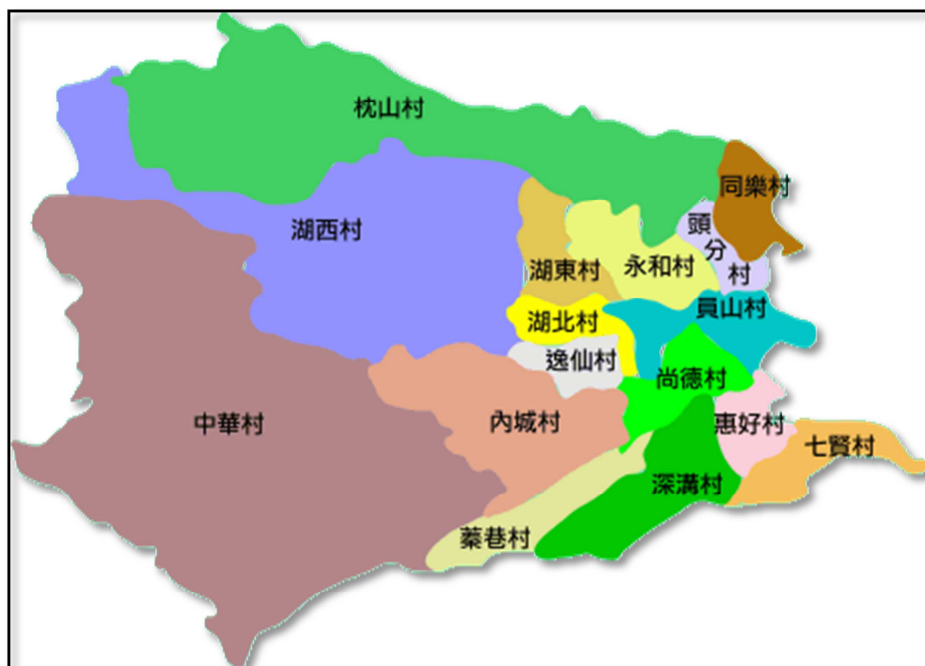 枕山村
同樂村
頭分村
湖西村
湖東村
永和村
員山村
湖北村
逸仙村
尚德村
中華村
內城村
惠好村
七賢村
深溝村
蓁巷村